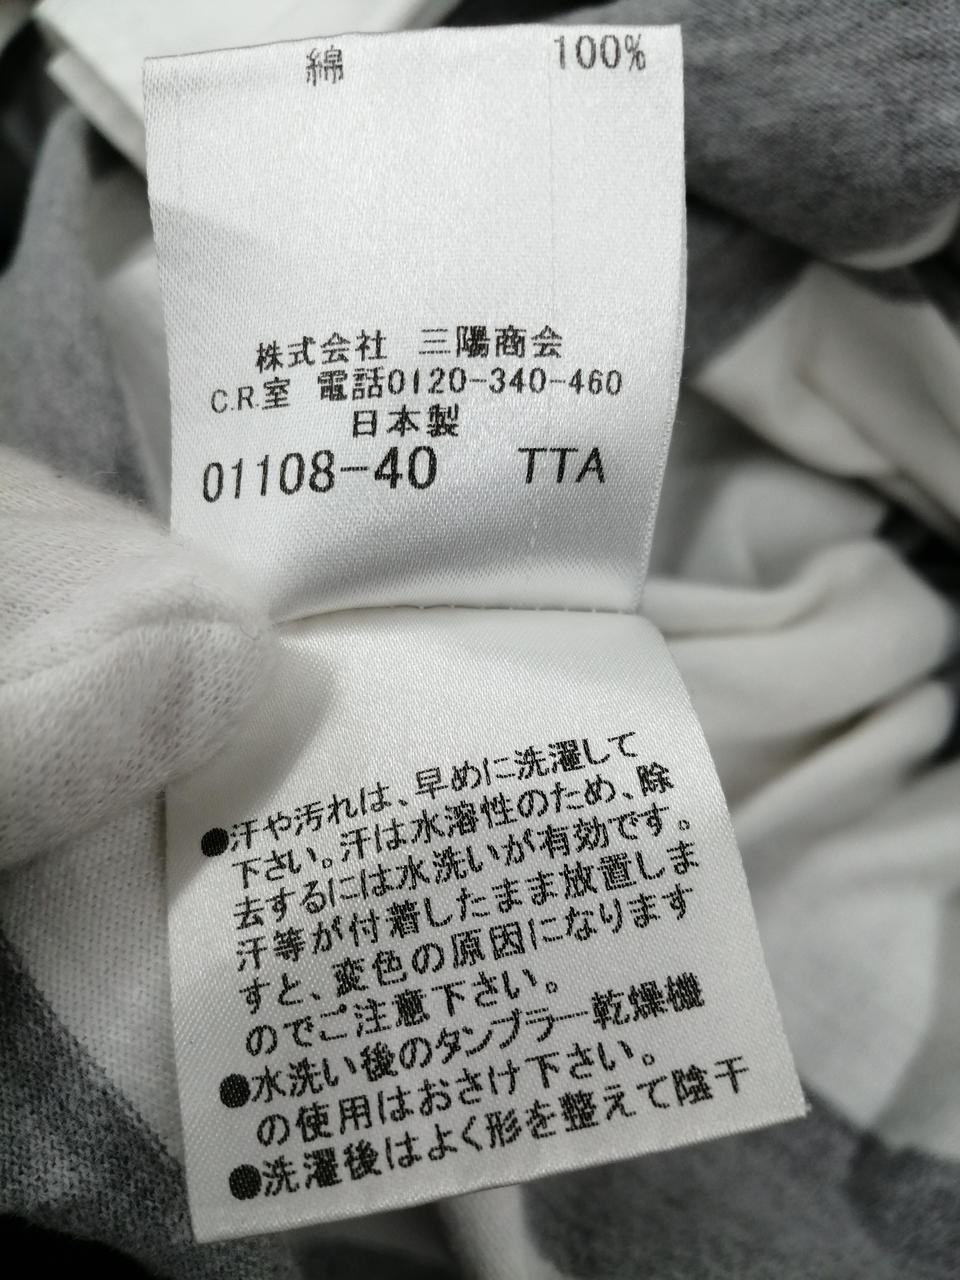 綿 100%
株式会社 三陽商会
C.R.室 電話0120-340-460
日本製
01108-40 TTA
●汗や汚れは、早めに洗濯して
下さい。汗は水溶性のため、除
去するには水洗いが有効です。
汗等が付着したまま放置しま
すと、変色の原因になります
のでご注意下さい。
●水洗い後のタンブラー乾燥機
の使用はおさけ下さい。
●洗濯後はよく形を整えて陰干